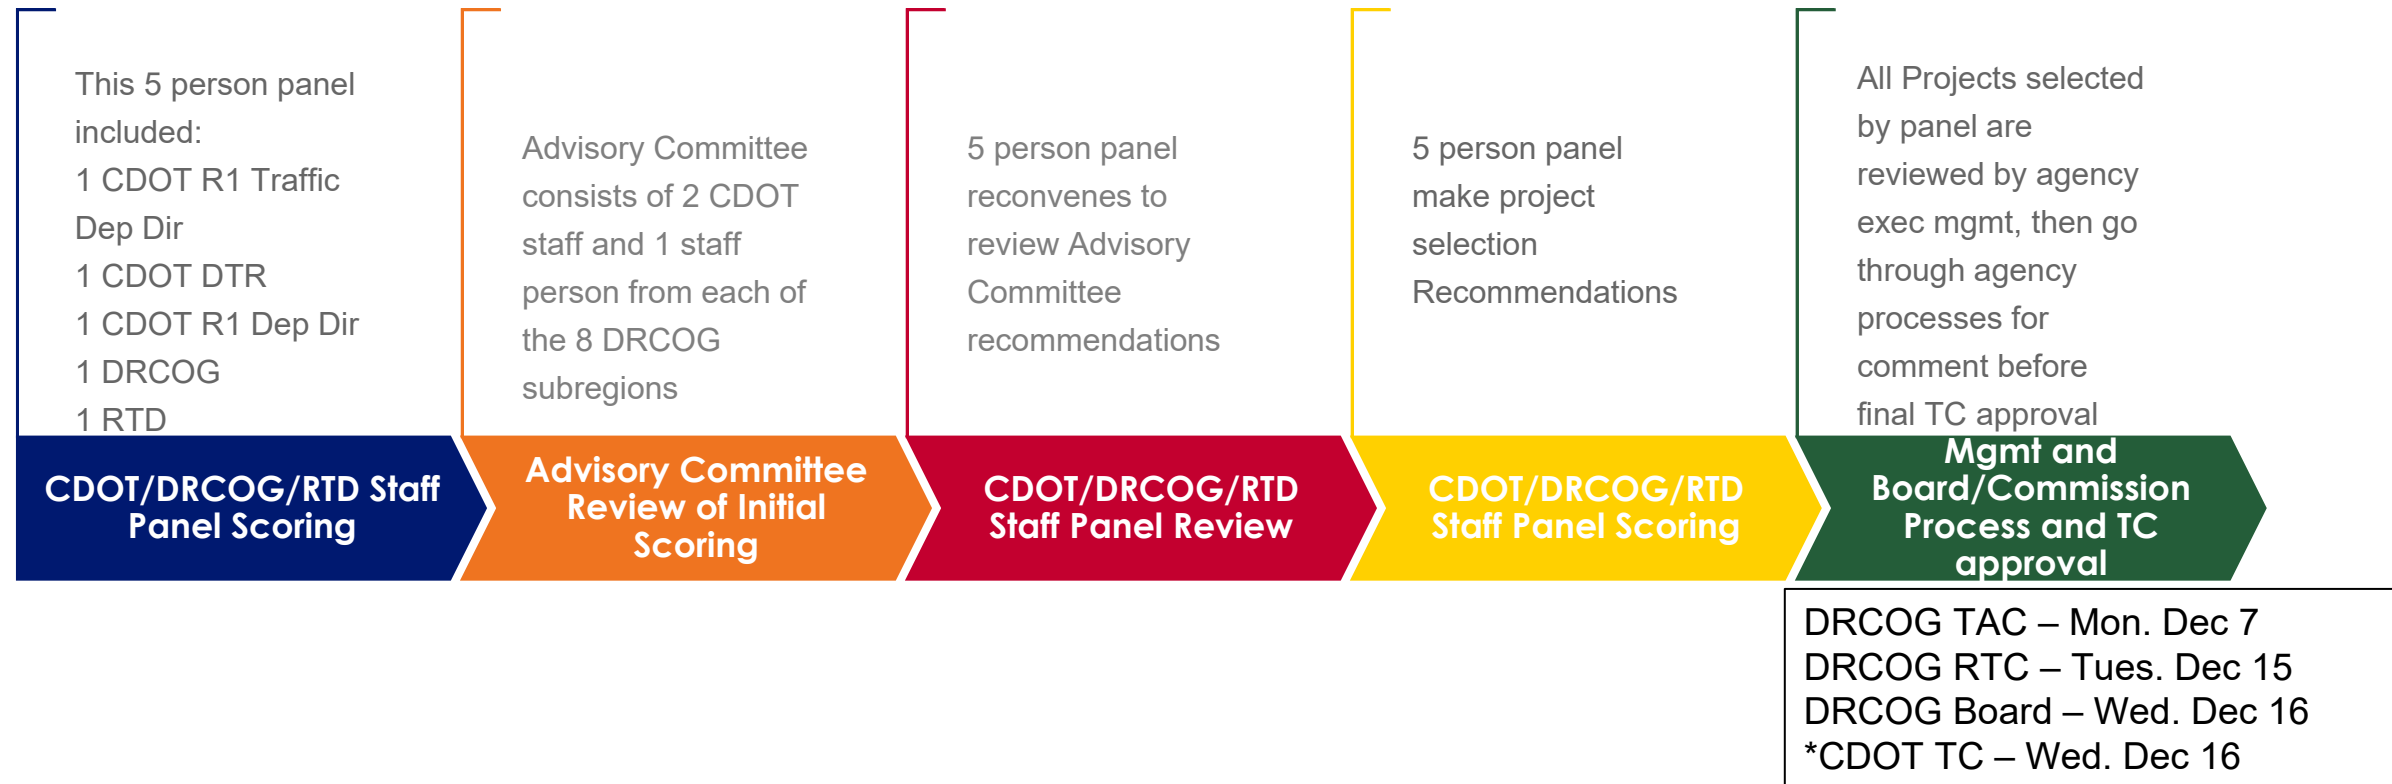 This 5 person panel
included:
1 CDOT R1 Traffic
Dep Dir
1 CDOT DTR
1 CDOT R1 Dep Dir
1 DRCOG
1 RTD
CDOT/DRCOG/RTD Staff
Panel Scoring
Advisory Committee
consists of 2 CDOT
staff and 1 staff
person from each of
the 8 DRCOG
subregions
Advisory Committee
Review of Initial
Scoring
5 person panel
reconvenes to
review Advisory
Committee
recommendations
CDOT/DRCOG/RTD
Staff Panel Review
5 person panel
make project
selection
Recommendations
CDOT/DRCOG/RTD
Staff Panel Scoring
All Projects selected
by panel are
reviewed by agency
exec mgmt, then go
through agency
processes for
comment before
final TC approval
Mgmt and
Board/Commission
Process and TC
approval
DRCOG TAC – Mon. Dec 7
DRCOG RTC – Tues. Dec 15
DRCOG Board – Wed. Dec 16
*CDOT TC – Wed. Dec 16